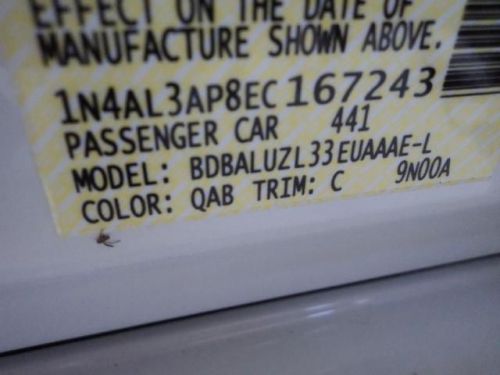 EFFECT ON THE DATE OF
MANUFACTURE SHOWN ABOVE.
1N4AL3AP8EC167243
PASSENGER CAR 441
MODEL: BDBALUZL33EUAAAE-L
COLOR: QAB TRIM: C 9N00A